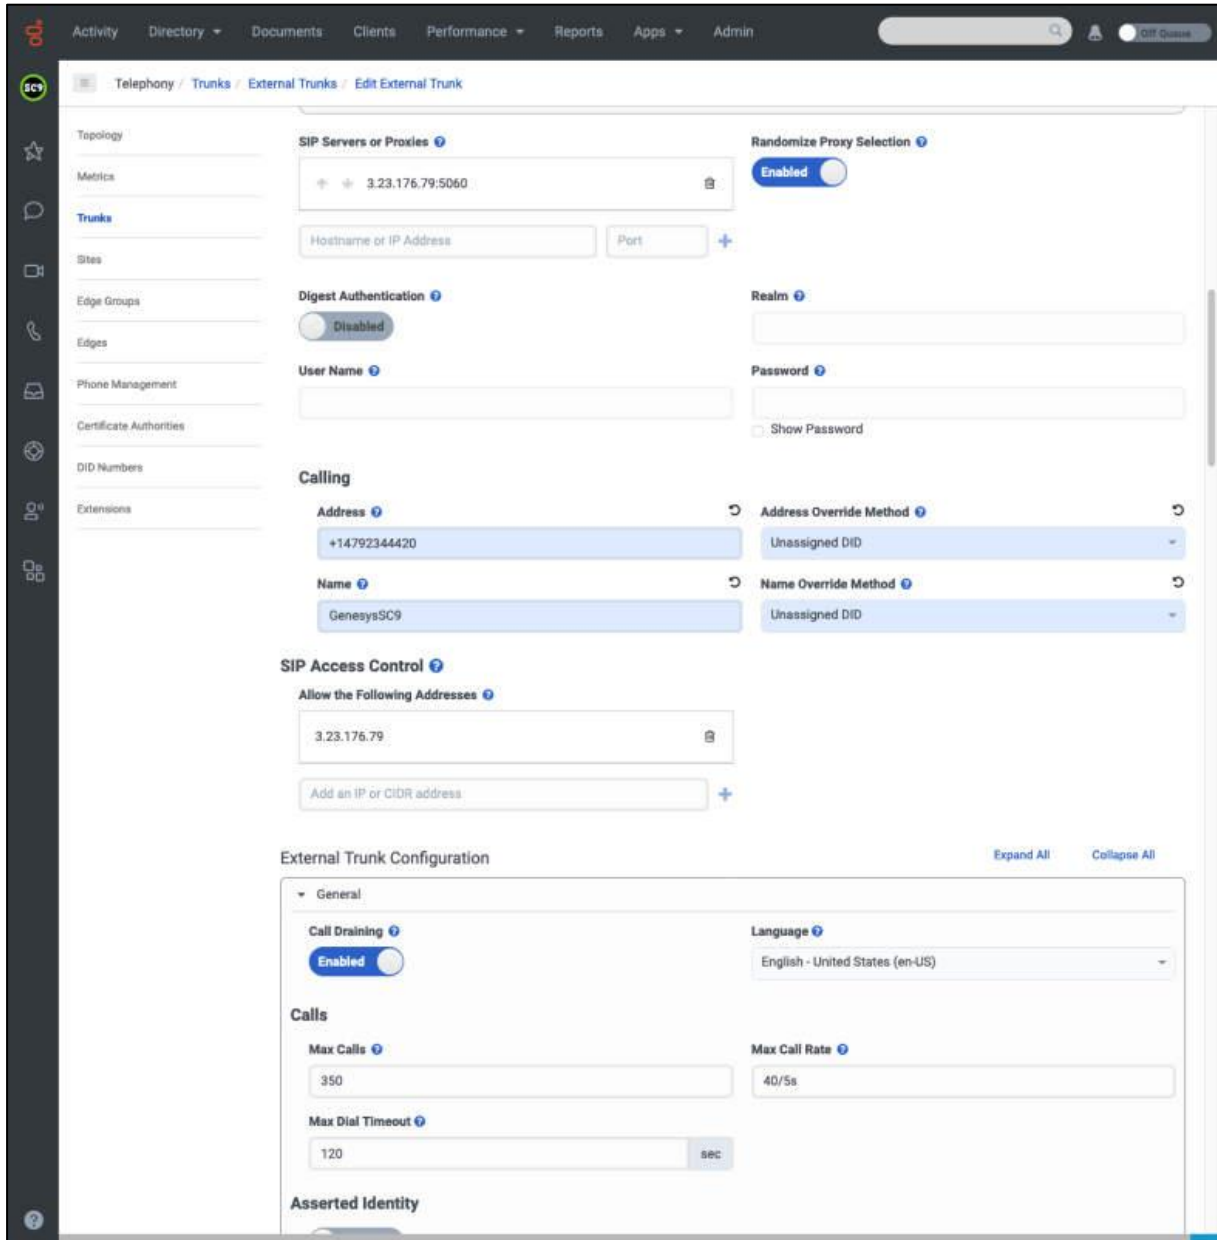 Activity Directory Documents Clients Performance Reports Apps Admin Off Queue
SC9 Telephony / Trunks / External Trunks / Edit External Trunk
Topology
Metrics
Trunks
Sites
Edge Groups
Edges
Phone Management
Certificate Authorities
DID Numbers
Extensions
SIP Servers or Proxies Randomize Proxy Selection
3.23.176.79:5060 Enabled
Hostname or IP Address Port
Digest Authentication Realm
Disabled
User Name Password
Show Password
Calling
Address Address Override Method
+14792344420 Unassigned DID
Name Name Override Method
GenesysSC9 Unassigned DID
SIP Access Control
Allow the Following Addresses
3.23.176.79
Add an IP or CIDR address
External Trunk Configuration Expand All Collapse All
General
Call Draining Language
Enabled English - United States (en-US)
Calls
Max Calls Max Call Rate
350 40/5s
Max Dial Timeout
120 sec
Asserted Identity